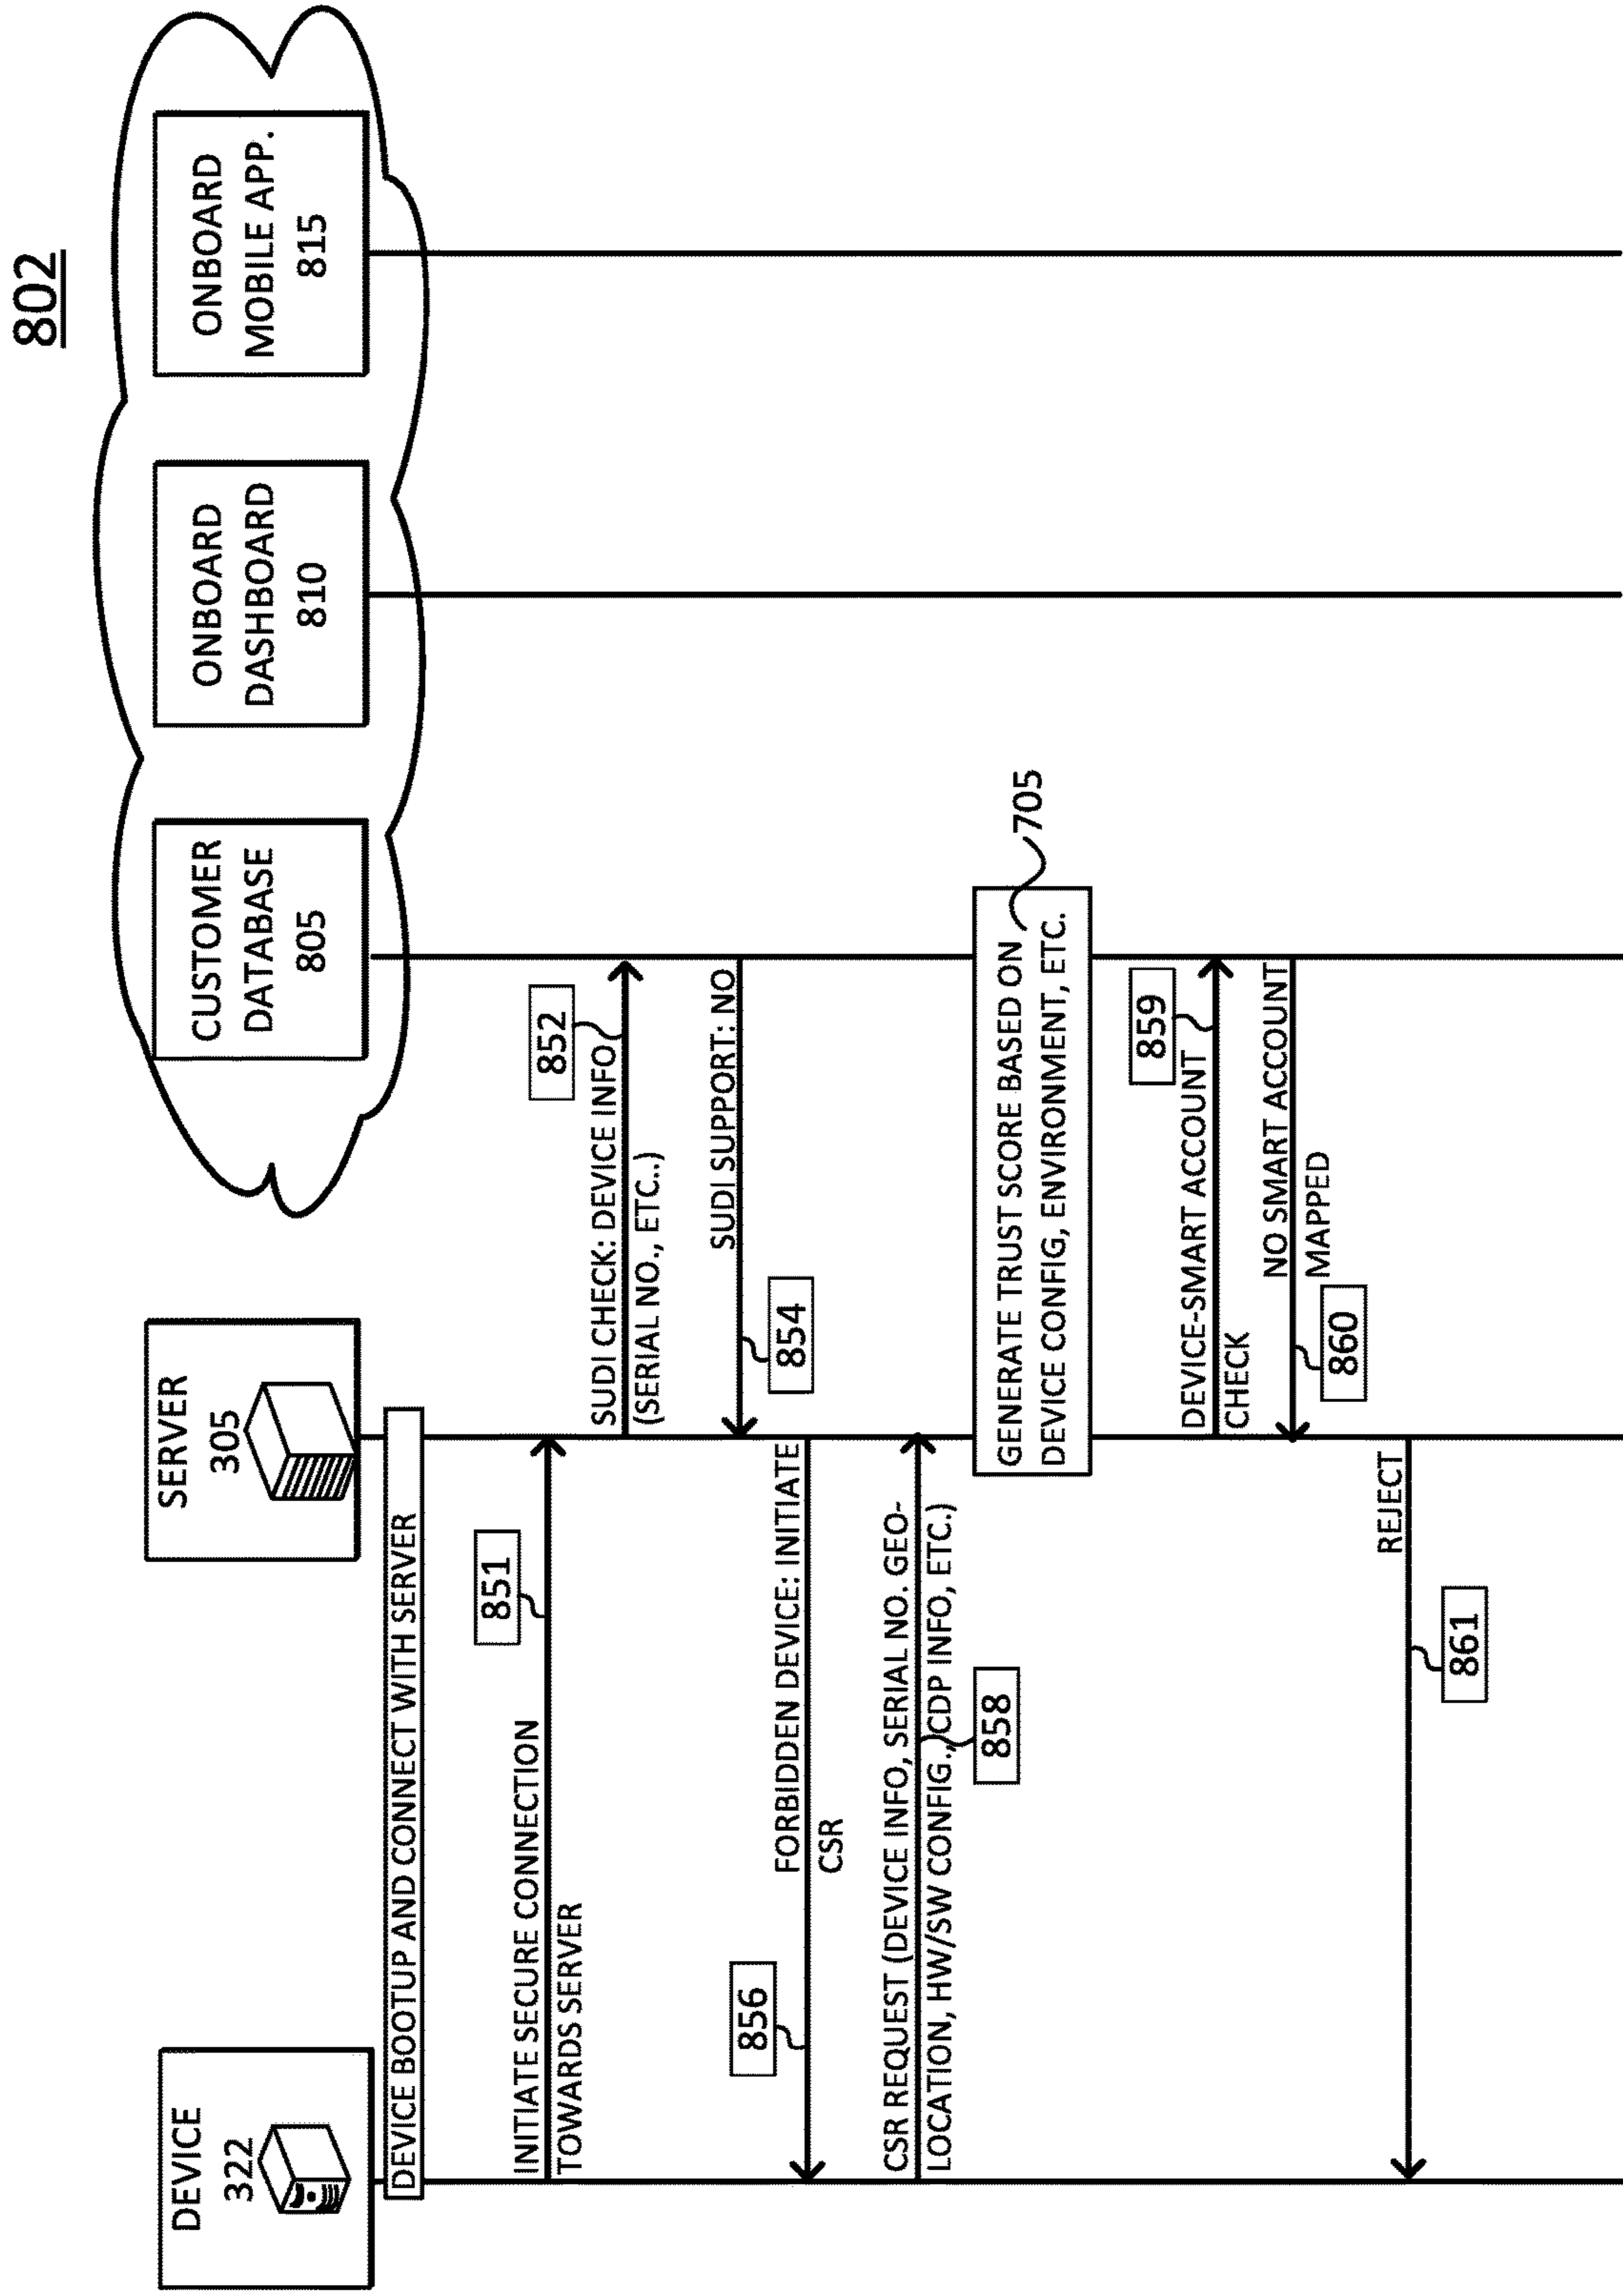 802
DEVICE
322
SERVER
305
CUSTOMER
DATABASE
805
ONBOARD
DASHBOARD
810
ONBOARD
MOBILE APP.
815
DEVICE BOOTUP AND CONNECT WITH SERVER
851
INITIATE SECURE CONNECTION
TOWARDS SERVER
852
SUDI CHECK: DEVICE INFO
(SERIAL NO., ETC..)
SUDI SUPPORT: NO
854
FORBIDDEN DEVICE: INITIATE
CSR
856
CSR REQUEST (DEVICE INFO, SERIAL NO. GEO-
LOCATION, HW/SW CONFIG., CDP INFO, ETC.)
858
GENERATE TRUST SCORE BASED ON
DEVICE CONFIG, ENVIRONMENT, ETC.
705
859
DEVICE-SMART ACCOUNT
CHECK
NO SMART ACCOUNT
MAPPED
860
REJECT
861